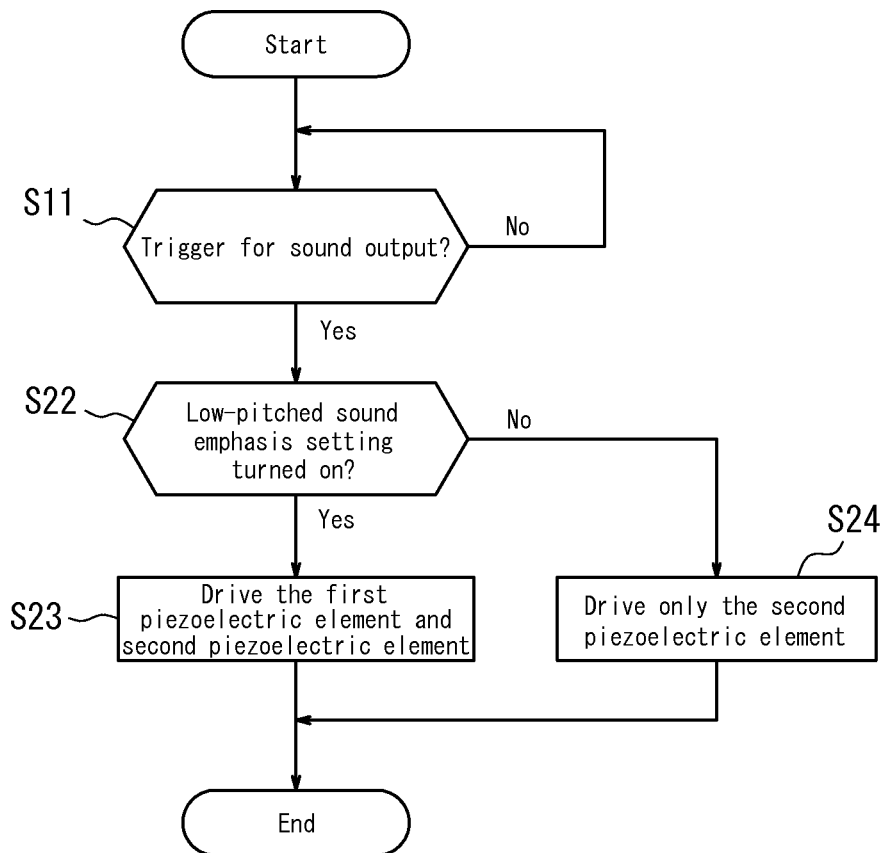 Start
S11
Trigger for sound output?
No
Yes
S22
Low-pitched sound
emphasis setting
turned on?
No
Yes
S23
Drive the first
piezoelectric element and
second piezoelectric element
S24
Drive only the second
piezoelectric element
End